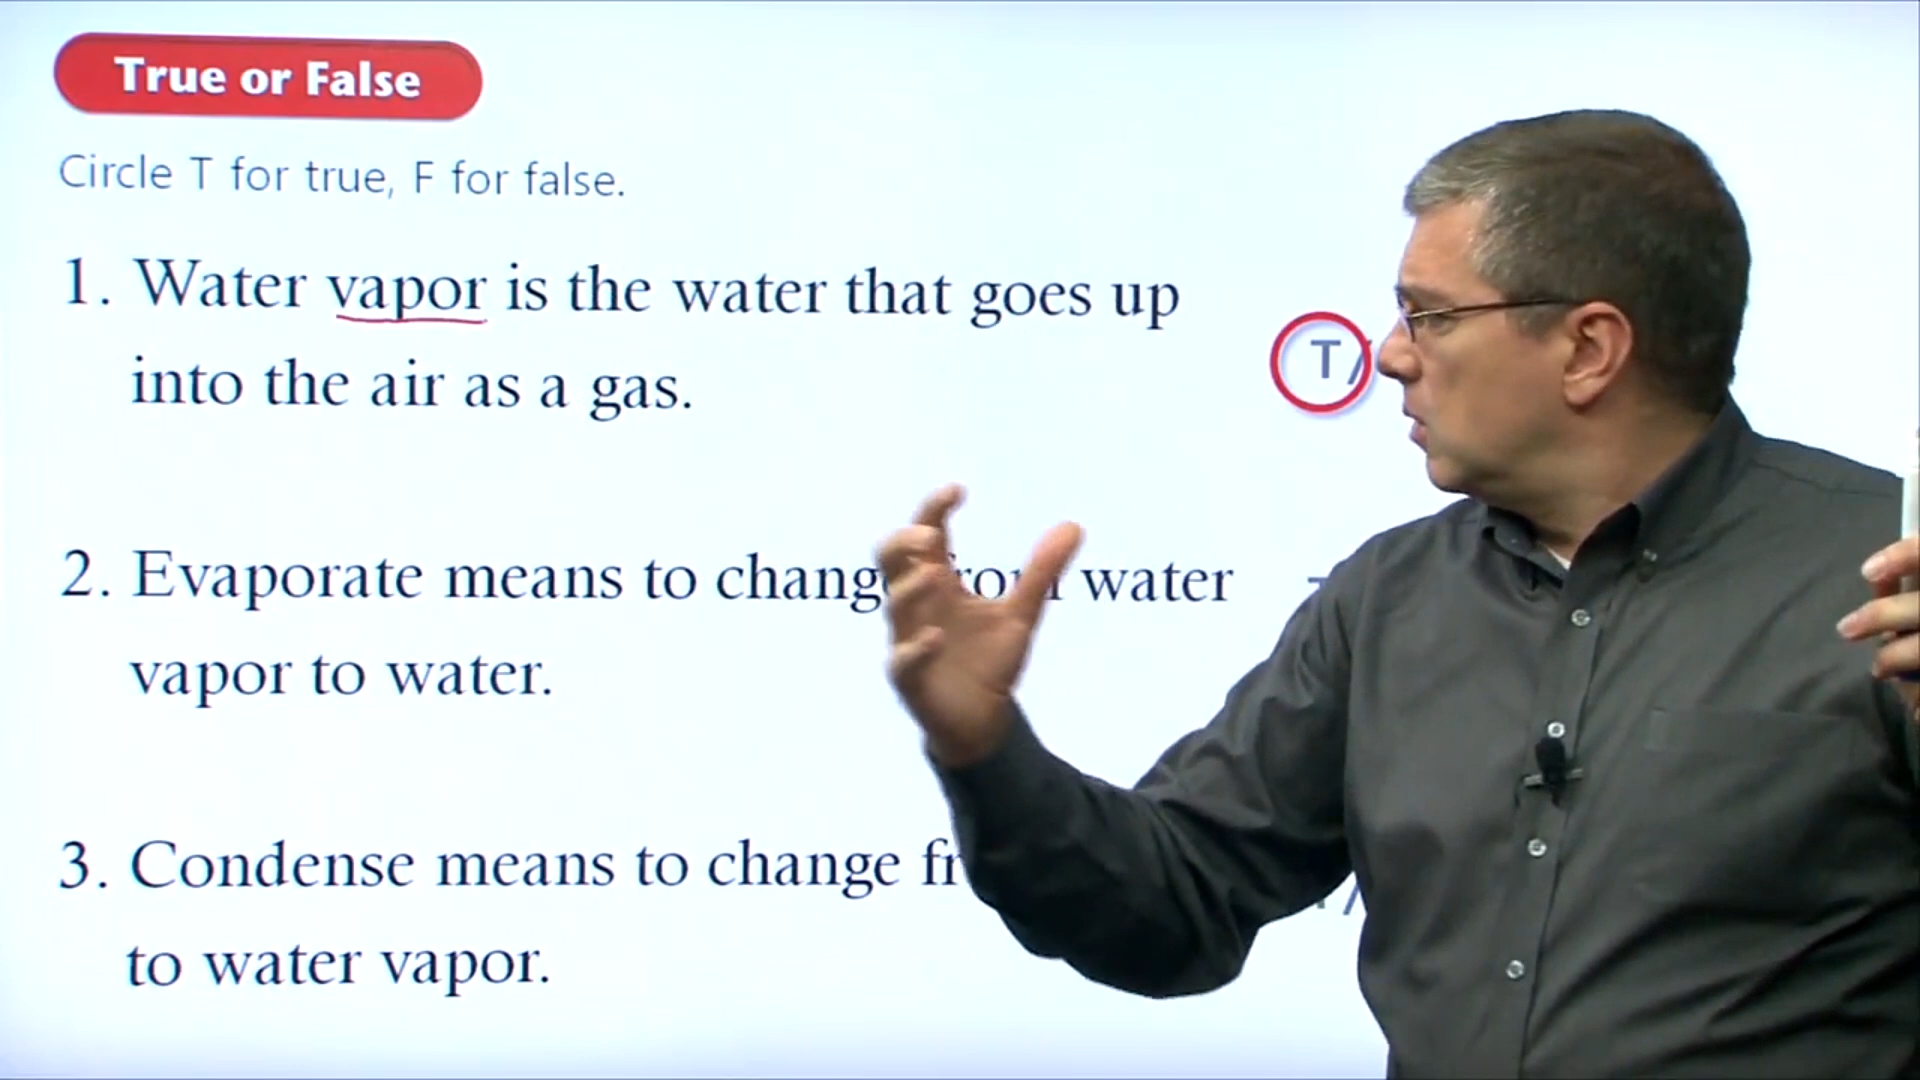 True or False
Circle T for true, F for false.
1. Water vapor is the water that goes up
into the air as a gas.
T/
2. Evaporate means to water
vapor to water.
3. Condense means to change
to water vapor.